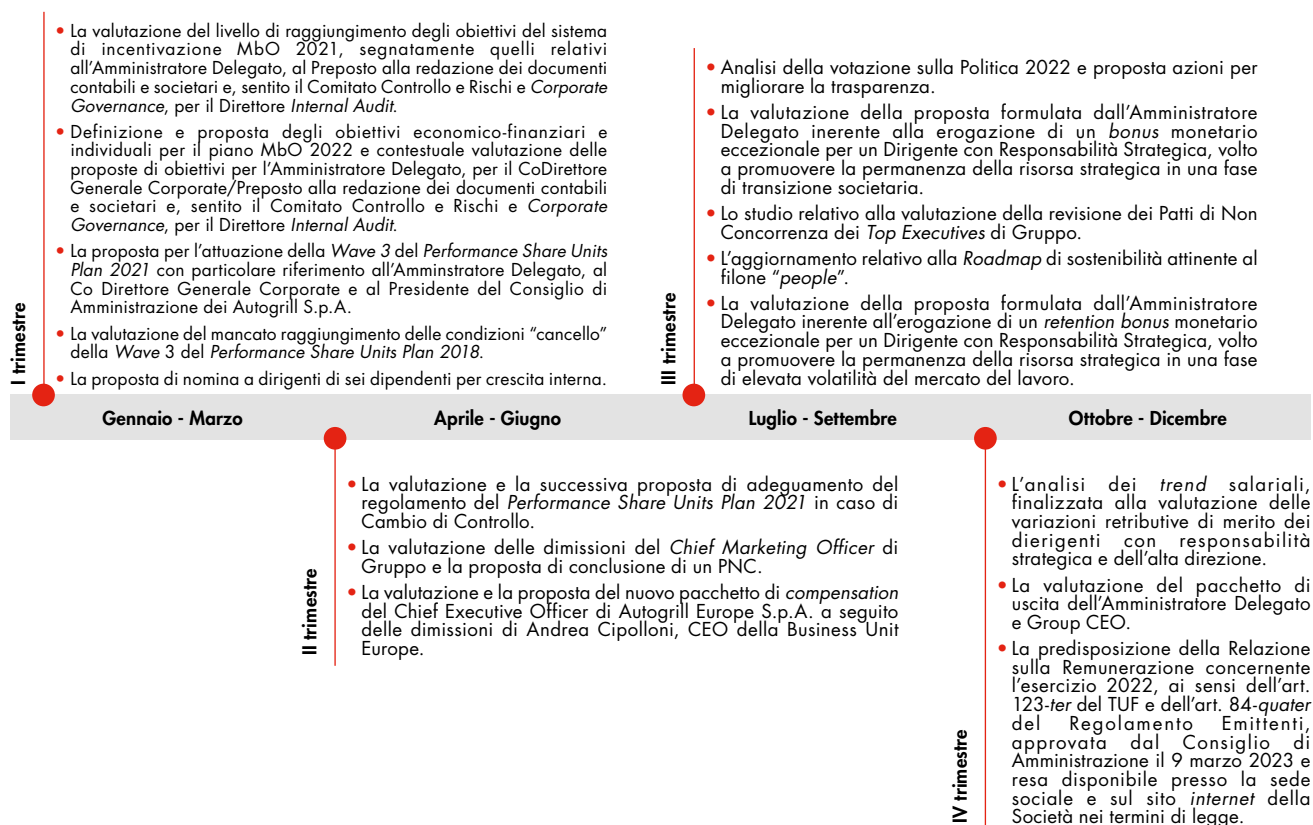 • La valutazione del livello di raggiungimento degli obiettivi del sistema
di incentivazione MbO 2021, segnatamente quelli relativi
all'Amministratore Delegato, al Preposto alla redazione dei documenti
contabili e societari e, sentito il Comitato Controllo e Rischi e Corporate
Governance, per il Direttore Internal Audit.
• Definizione e proposta degli obiettivi economico-finanziari e
individuali per il piano MbO 2022 e contestuale valutazione delle
proposte di obiettivi per l'Amministratore Delegato, per il CoDirettore
Generale Corporate/Preposto alla redazione dei documenti contabili
e societari e, sentito il Comitato Controllo e Rischi e Corporate
Governance, per il Direttore Internal Audit.
• La proposta per l'attuazione della Wave 3 del Performance Share Units
Plan 2021 con particolare riferimento all'Amminstratore Delegato, al
Co Direttore Generale Corporate e al Presidente del Consiglio di
Amministrazione dei Autogrill S.p.A.
• La valutazione del mancato raggiungimento delle condizioni “cancello”
della Wave 3 del Performance Share Units Plan 2018.
• La proposta di nomina a dirigenti di sei dipendenti per crescita interna.
I trimestre
• Analisi della votazione sulla Politica 2022 e proposta azioni per
migliorare la trasparenza.
• La valutazione della proposta formulata dall'Amministratore
Delegato inerente alla erogazione di un bonus monetario
eccezionale per un Dirigente con Responsabilità Strategica, volto
a promuovere la permanenza della risorsa strategica in una fase
di transizione societaria.
• Lo studio relativo alla valutazione della revisione dei Patti di Non
Concorrenza dei Top Executives di Gruppo.
• L'aggiornamento relativo alla Roadmap di sostenibilità attinente al
filone “people”.
• La valutazione della proposta formulata dall'Amministratore
Delegato inerente all'erogazione di un retention bonus monetario
eccezionale per un Dirigente con Responsabilità Strategica, volto
a promuovere la permanenza della risorsa strategica in una fase
di elevata volatilità del mercato del lavoro.
III trimestre
Gennaio - Marzo
Aprile - Giugno
Luglio - Settembre
Ottobre - Dicembre
• La valutazione e la successiva proposta di adeguamento del
regolamento del Performance Share Units Plan 2021 in caso di
Cambio di Controllo.
• La valutazione delle dimissioni del Chief Marketing Officer di
Gruppo e la proposta di conclusione di un PNC.
• La valutazione e la proposta del nuovo pacchetto di compensation
del Chief Executive Officer di Autogrill Europe S.p.A. a seguito
delle dimissioni di Andrea Cipolloni, CEO della Business Unit
Europe.
II trimestre
• L'analisi dei trend salariali,
finalizzata alla valutazione delle
variazioni retributive di merito dei
dierigenti con responsabilità
strategica e dell'alta direzione.
• La valutazione del pacchetto di
uscita dell'Amministratore Delegato
e Group CEO.
• La predisposizione della Relazione
sulla Remunerazione concernente
l'esercizio 2022, ai sensi dell'art.
123-ter del TUF e dell'art. 84-quater
del Regolamento Emittenti,
approvata dal Consiglio di
Amministrazione il 9 marzo 2023 e
resa disponibile presso la sede
sociale e sul sito internet della
Società nei termini di legge.
IV trimestre